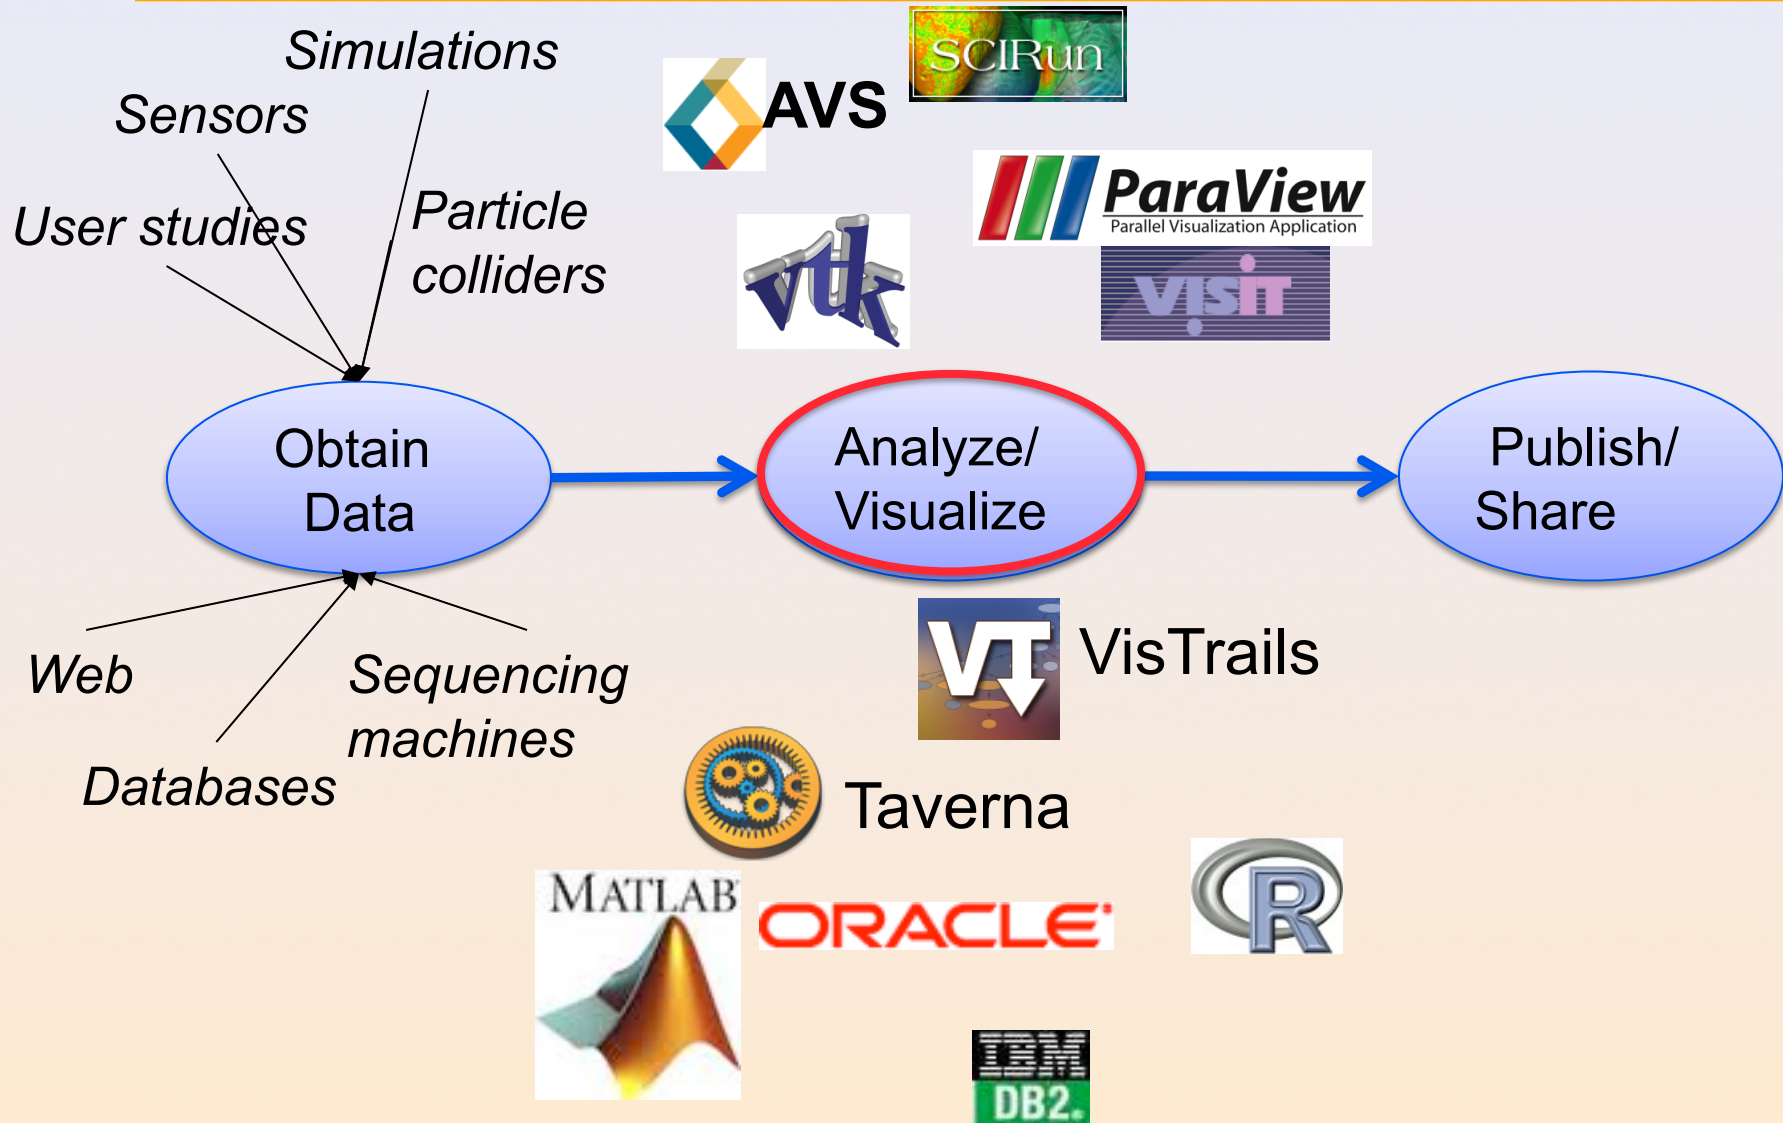 Simulations
SCIRun
AVS
Sensors
ParaView
Parallel Visualization Application
User studies
Particle
colliders
vtk
VisIT
Obtain
Data
Analyze/
Visualize
Publish/
Share
VT
VisTrails
Web
Sequencing
machines
Databases
Taverna
MATLAB
ORACLE
R
IBM
DB2.